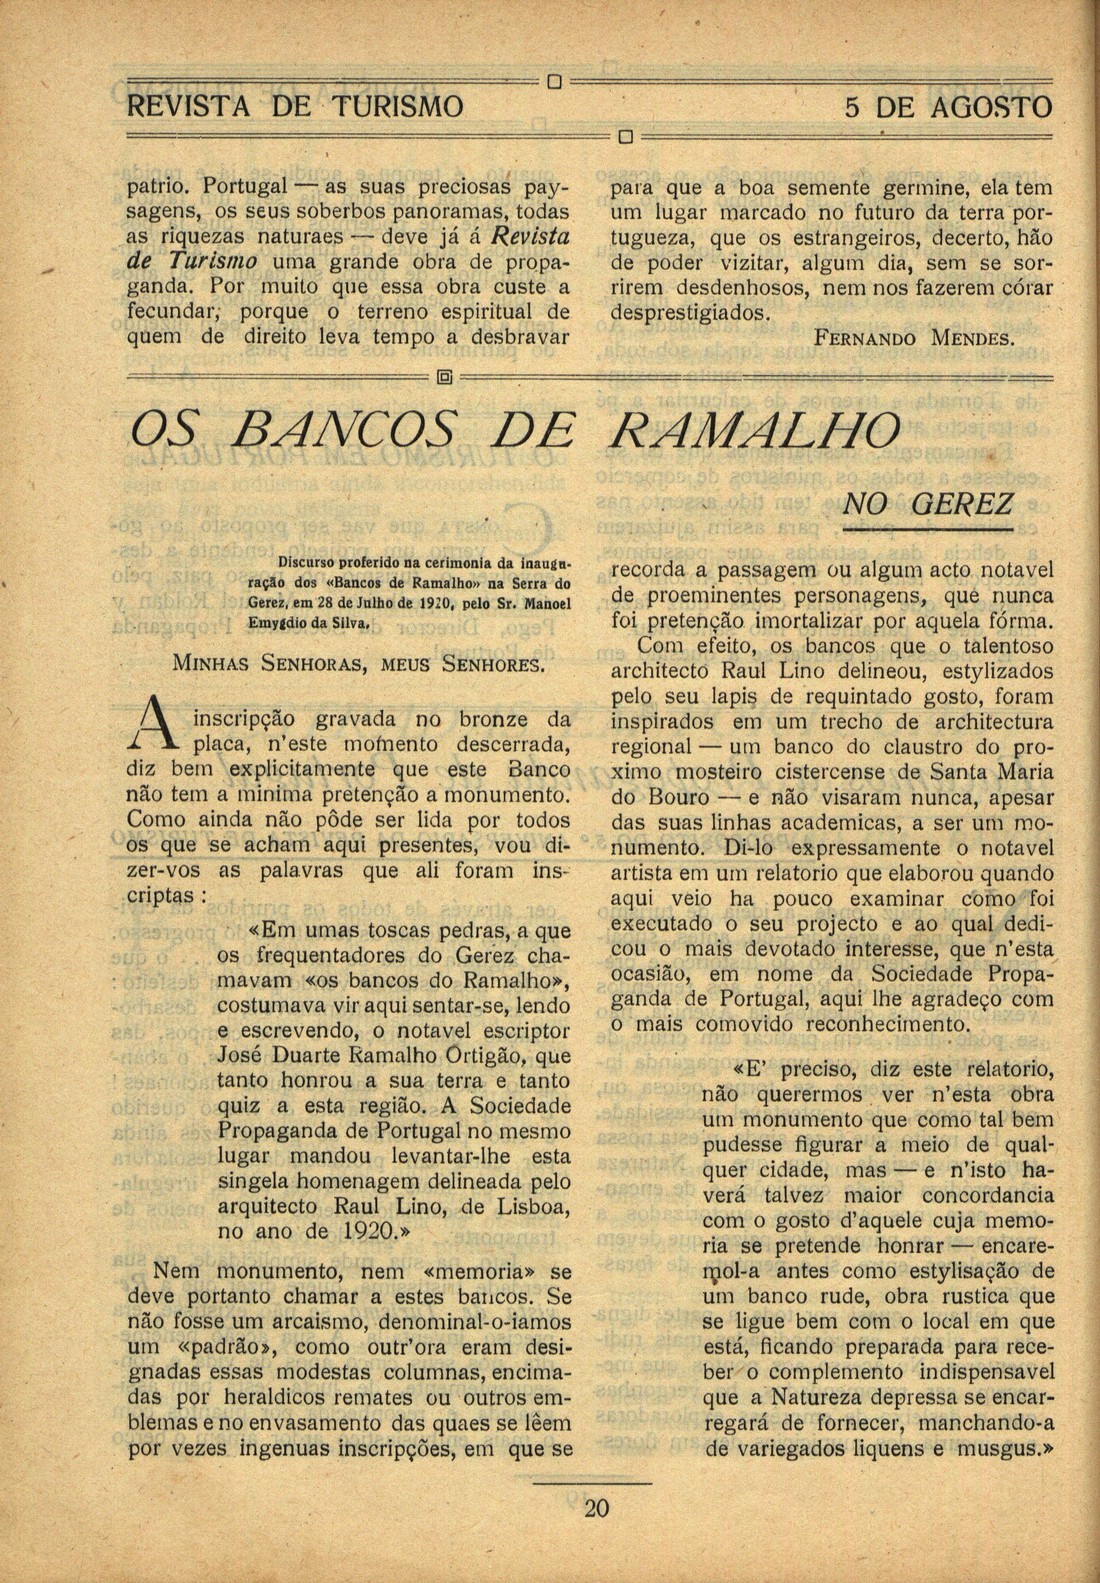 REVISTA DE TURISMO
5 DE AGOSTO
patrio. Portugal — as suas preciosas pay-
sagens, os seus soberbos panoramas, todas
as riquezas naturaes — deve já á Revista
de Turismo uma grande obra de propa-
ganda. Por muito que essa obra custe a
fecundar, porque o terreno espiritual de
quem de direito leva tempo a desbravar
para que a boa semente germine, ela tem
um lugar marcado no futuro da terra por-
tugueza, que os estrangeiros, decerto, hão
de poder vizitar, algum dia, sem se sor-
rirem desdenhosos, nem nos fazerem córar
desprestigiados.
FERNANDO MENDES.
OS BANCOS DE RAMALHO
NO GEREZ
Discurso proferido na cerimonia da inaugu-
ração dos «Bancos de Ramalho» na Serra do
Gerez, em 28 de Julho de 1920, pelo Sr. Manoel
Emygdio da Silva.
MINHAS SENHORAS, MEUS SENHORES.
A inscripção gravada no bronze da
placa, n'este momento descerrada,
diz bem explicitamente que este Banco
não tem a minima pretenção a monumento.
Como ainda não pôde ser lida por todos
os que se acham aqui presentes, vou di-
zer-vos as palavras que ali foram ins-
criptas :
«Em umas toscas pedras, a que
os frequentadores do Gerez cha-
mavam «os bancos do Ramalho»,
costumava vir aqui sentar-se, lendo
e escrevendo, o notavel escriptor
José Duarte Ramalho Ortigão, que
tanto honrou a sua terra e tanto
quiz a esta região. A Sociedade
Propaganda de Portugal no mesmo
lugar mandou levantar-lhe esta
singela homenagem delineada pelo
arquitecto Raul Lino, de Lisboa,
no ano de 1920.»
Nem monumento, nem «memoria» se
deve portanto chamar a estes bancos. Se
não fosse um arcaismo, denominal-o-iamos
um «padrão», como outr'ora eram desi-
gnadas essas modestas columnas, encima-
das por heraldicos remates ou outros em-
blemas e no envasamento das quaes se lêem
por vezes ingenuas inscripções, em que se
recorda a passagem ou algum acto notavel
de proeminentes personagens, que nunca
foi pretenção imortalizar por aquela fórma.
Com efeito, os bancos que o talentoso
architecto Raul Lino delineou, estylizados
pelo seu lapis de requintado gosto, foram
inspirados em um trecho de architectura
regional — um banco do claustro do pro-
ximo mosteiro cistercense de Santa Maria
do Bouro — e não visaram nunca, apesar
das suas linhas academicas, a ser um mo-
numento. Di-lo expressamente o notavel
artista em um relatorio que elaborou quando
aqui veio ha pouco examinar como foi
executado o seu projecto e ao qual dedi-
cou o mais devotado interesse, que n'esta
ocasião, em nome da Sociedade Propa-
ganda de Portugal, aqui lhe agradeço com
o mais comovido reconhecimento.
«E' preciso, diz este relatorio,
não querermos ver n'esta obra
um monumento que como tal bem
pudesse figurar a meio de qual-
quer cidade, mas — e n'isto ha-
verá talvez maior concordancia
com o gosto d'aquele cuja memo-
ria se pretende honrar — encare-
mol-a antes como estylisação de
um banco rude, obra rustica que
se ligue bem com o local em que
está, ficando preparada para rece-
ber o complemento indispensavel
que a Natureza depressa se encar-
regará de fornecer, manchando-a
de variegados liquens e musgus.»
20